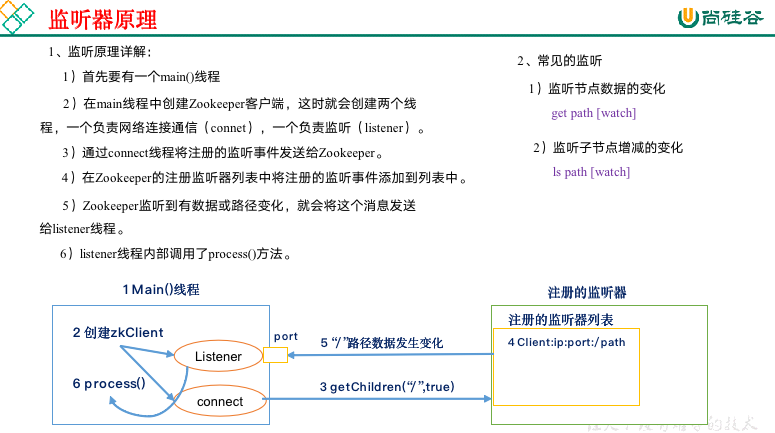 监听器原理
尚硅谷
1、监听原理详解：
1）首先要有一个main()线程
2）在main线程中创建Zookeeper客户端，这时就会创建两个线
程，一个负责网络连接通信（connet），一个负责监听（listener）。
3）通过connect线程将注册的监听事件发送给Zookeeper。
4）在Zookeeper的注册监听器列表中将注册的监听事件添加到列表中。
5）Zookeeper监听到有数据或路径变化，就会将这个消息发送
给listener线程。
6）listener线程内部调用了process()方法。
2、常见的监听
1）监听节点数据的变化
get path [watch]
2）监听子节点增减的变化
ls path [watch]
1 Main()线程
2 创建zkClient
Listener
6 process()
connect
port
5 “/”路径数据发生变化
3 getChildren(“/”,true)
注册的监听器
注册的监听器列表
4 Client:ip:port:/path
的技术